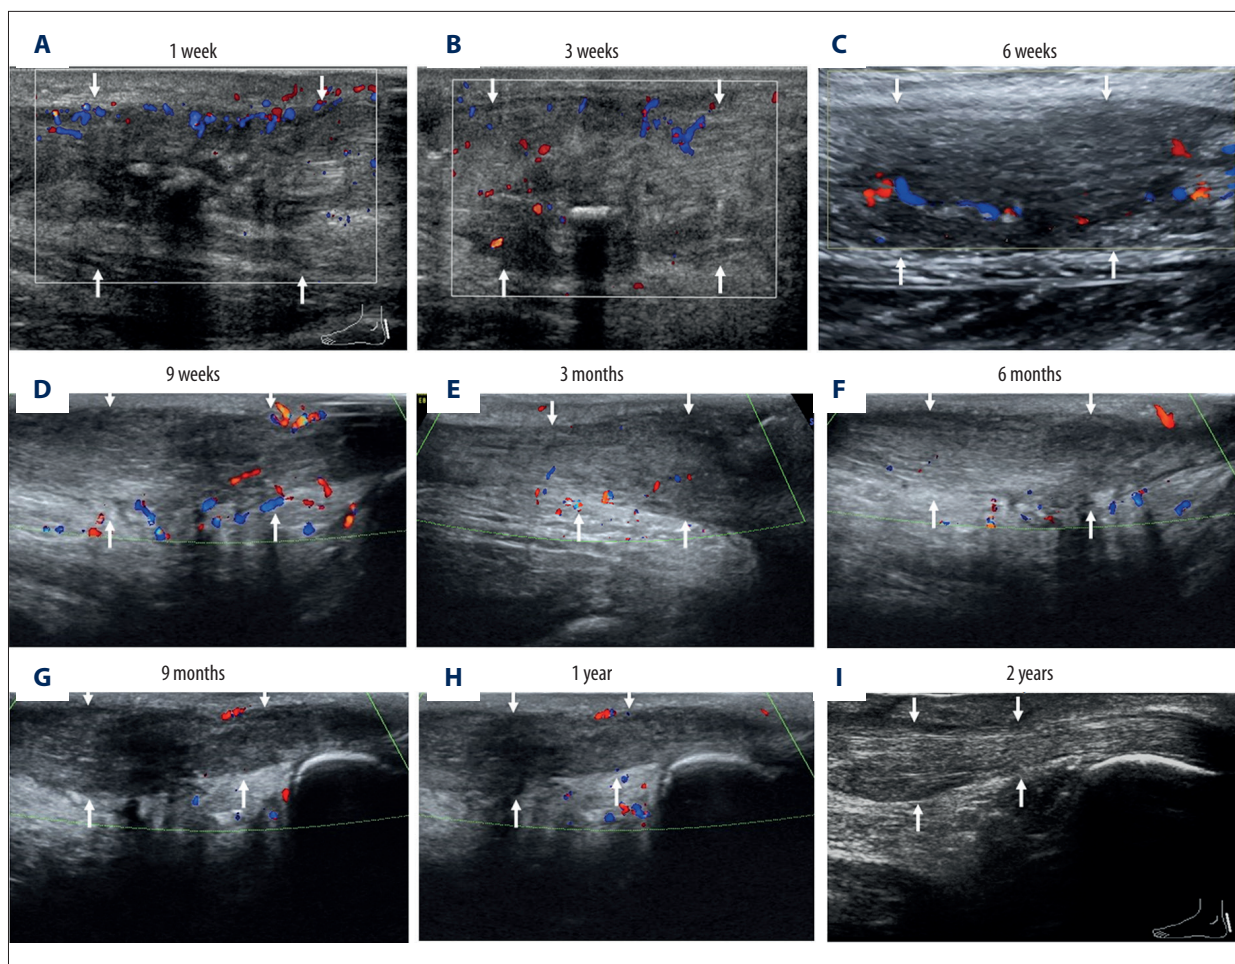 A
1 week
B
3 weeks
C
6 weeks
D
9 weeks
E
3 months
F
6 months
G
9 months
H
1 year
I
2 years